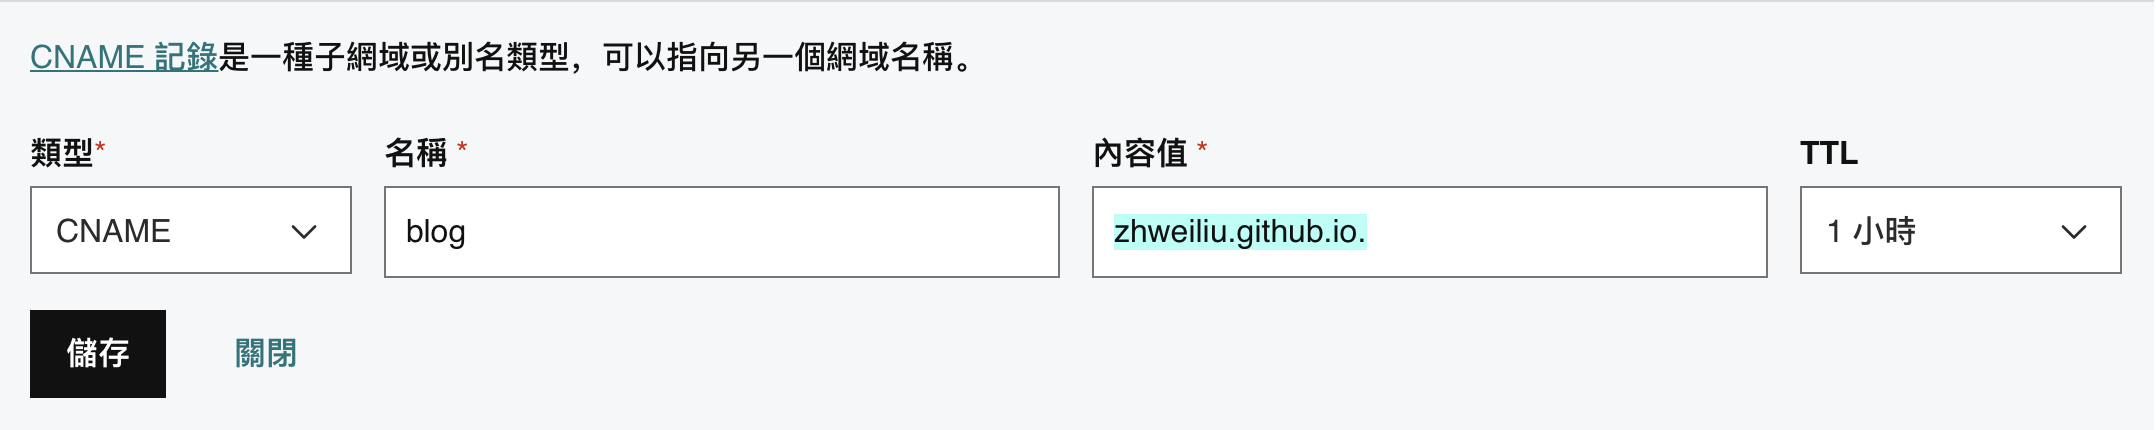 CNAME 記錄是一種子網域或別名類型，可以指向另一個網域名稱。
類型* 名稱 * 內容值 * TTL
CNAME blog zhweiliu.github.io. 1 小時
儲存 關閉